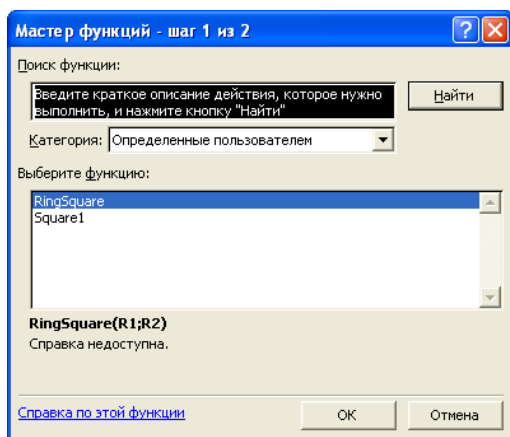 Мастер функций - шаг 1 из 2
Поиск функции:
Введите краткое описание действия, которое нужно
выполнить, и нажмите кнопку "Найти"
Найти
Категория: Определенные пользователем
Выберите функцию:
RingSquare
Square1
RingSquare(R1;R2)
Справка недоступна.
Справка по этой функции
ОК
Отмена